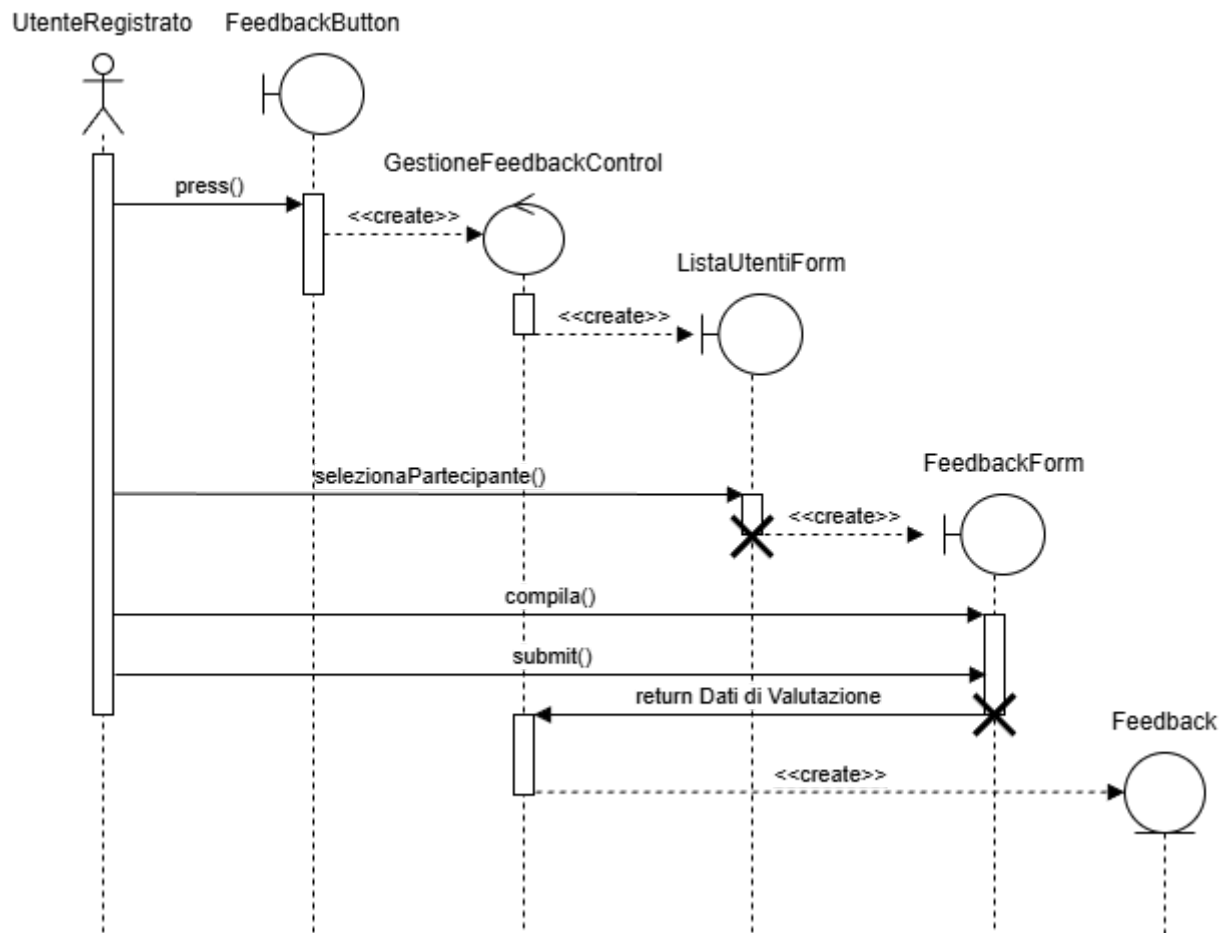 UtenteRegistrato
FeedbackButton
GestioneFeedbackControl
press()
<<create>>
ListaUtentiForm
<<create>>
FeedbackForm
selezionaPartecipante()
<<create>>
compila()
submit()
return Dati di Valutazione
Feedback
<<create>>